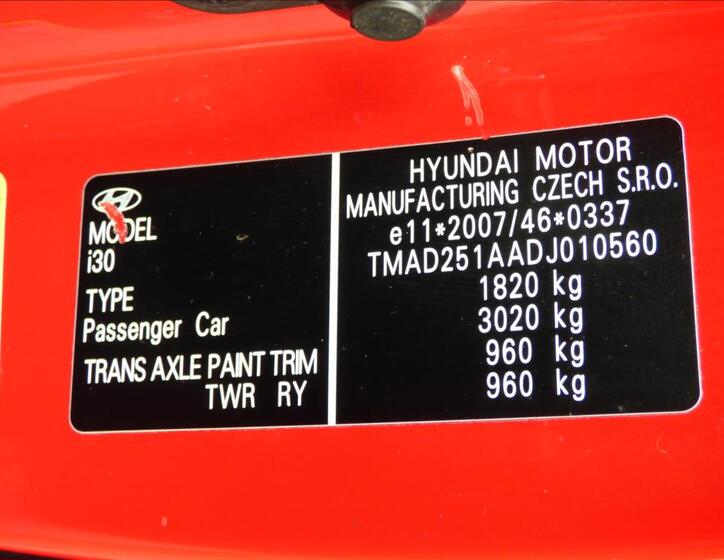 MODEL
i30
TYPE
Passenger Car
TRANS AXLE PAINT TRIM
TWR RY
HYUNDAI MOTOR
MANUFACTURING CZECH S.R.O.
e11*2007/46*0337
TMAD251AADJ010560
1820 kg
3020 kg
960 kg
960 kg